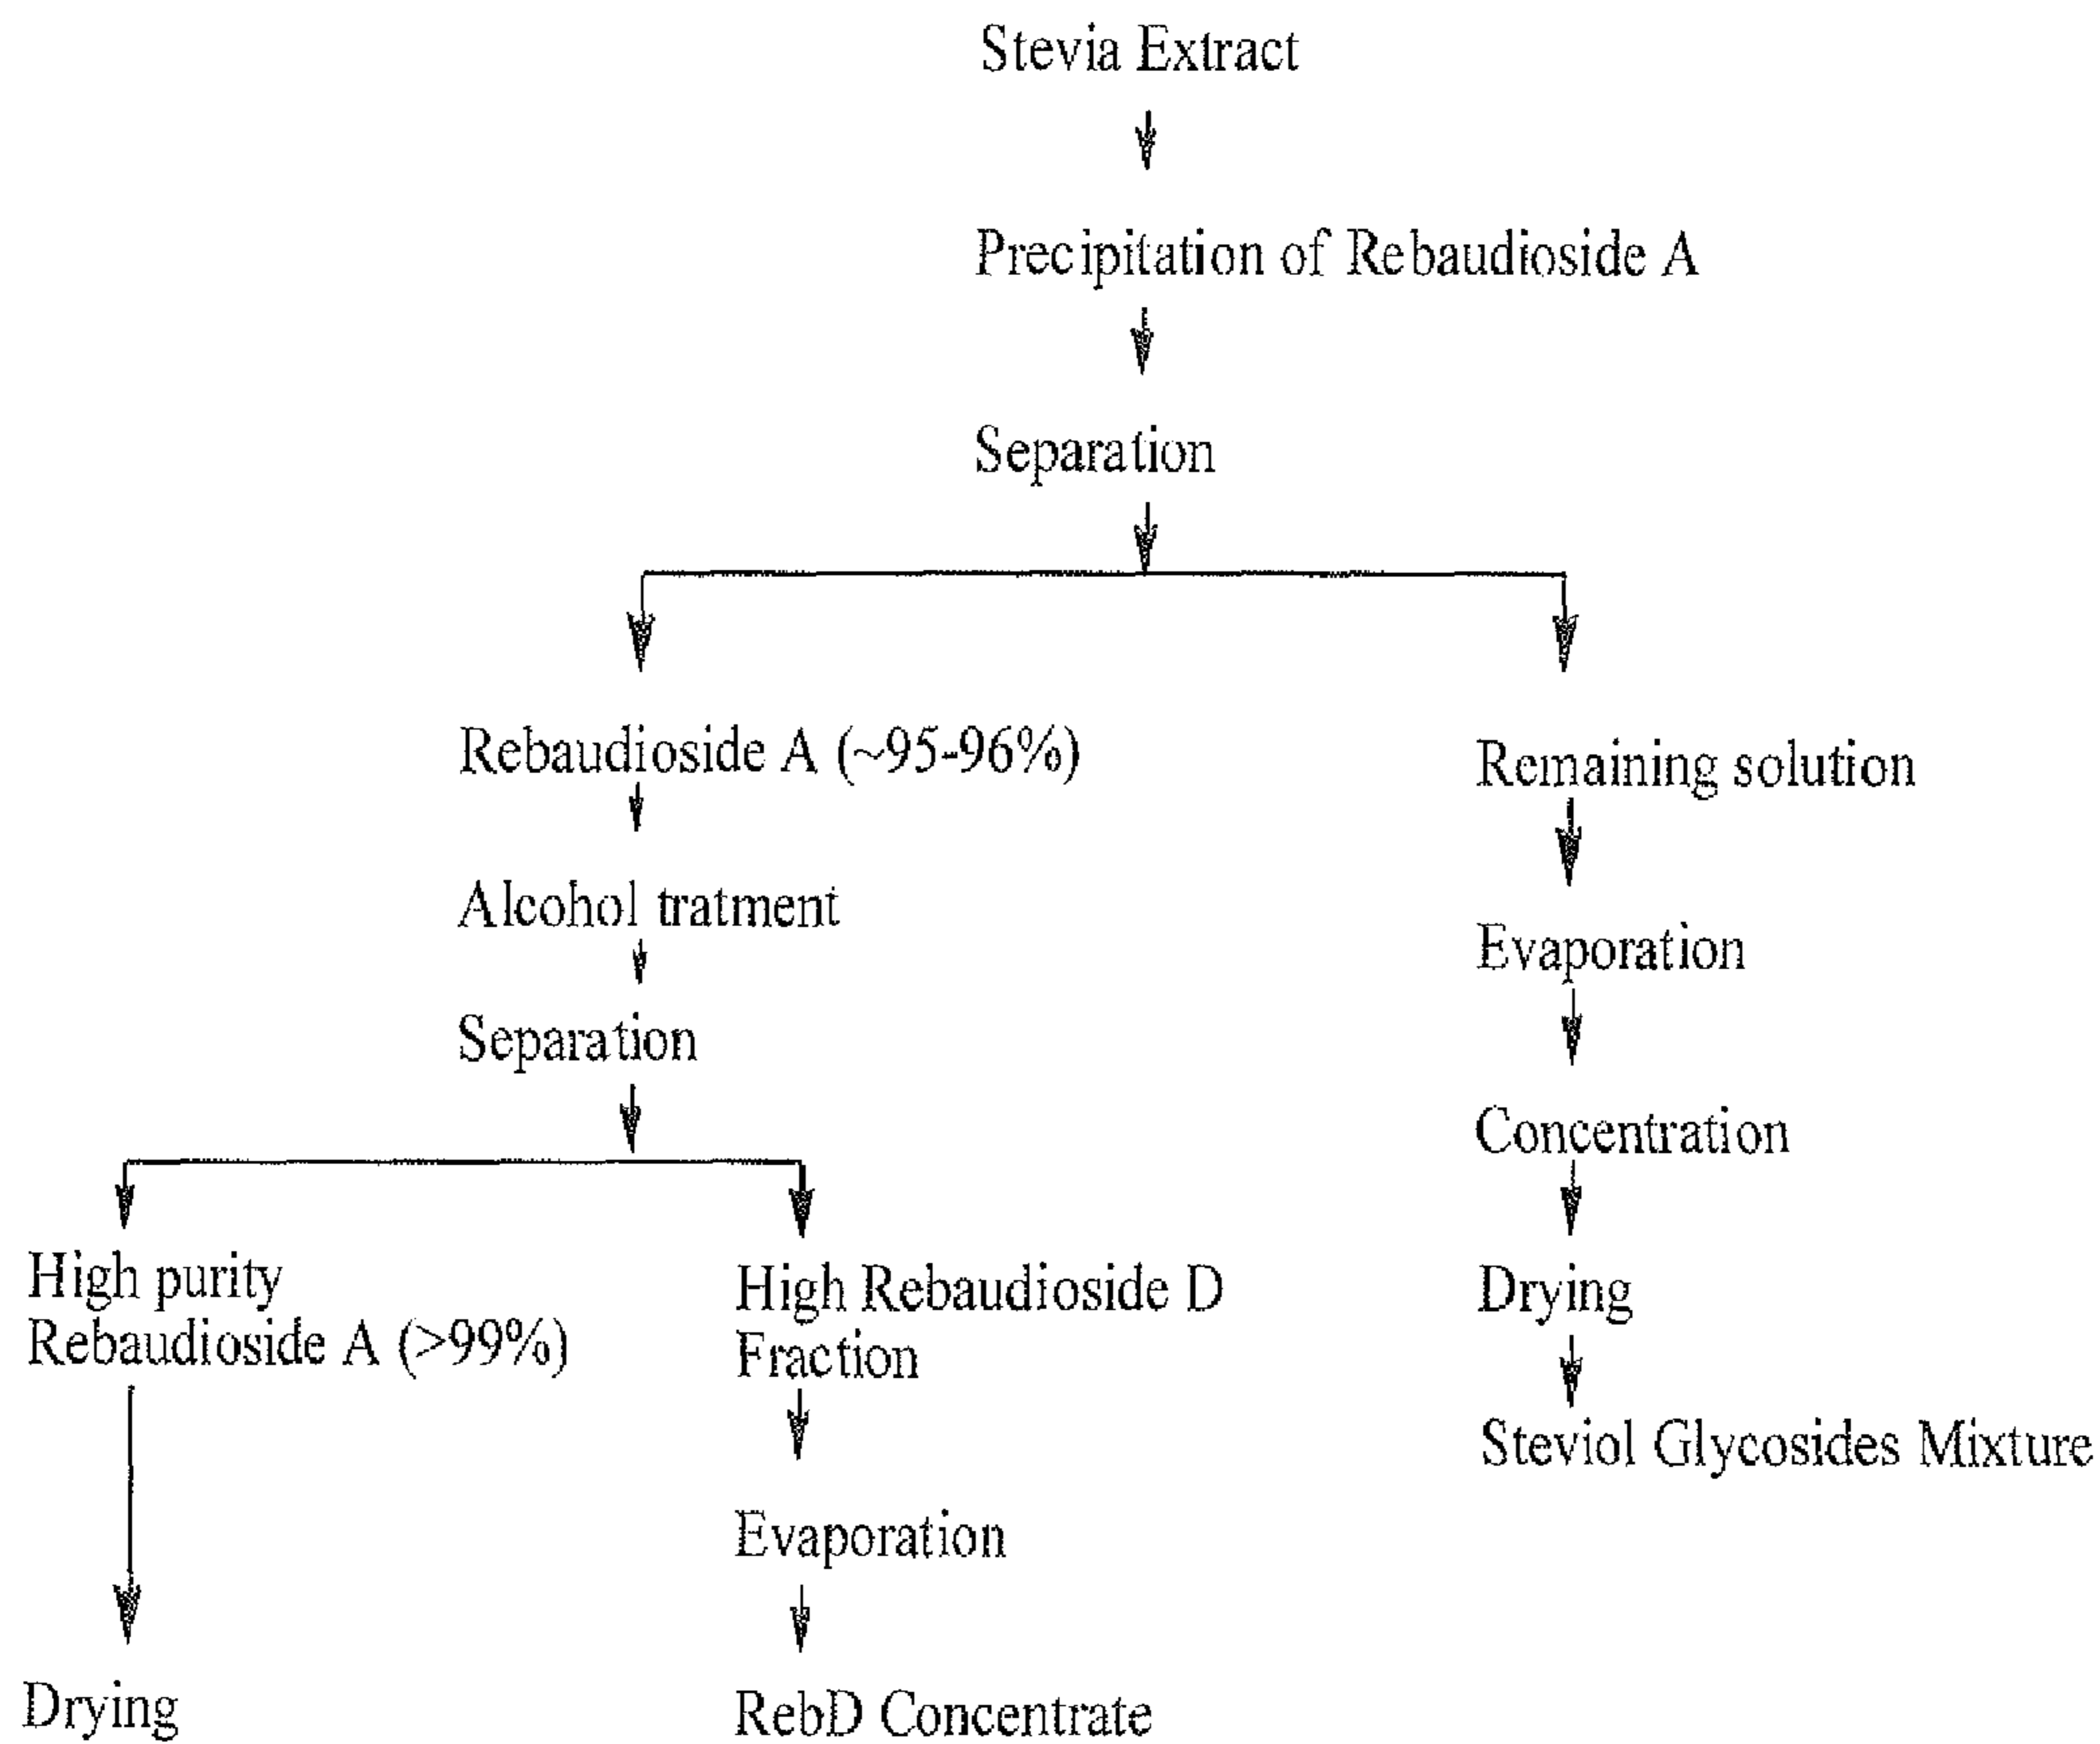 Stevia Extract
Precipitation of Rebaudioside A
Separation
Rebaudioside A (~95-96%)
Alcohol tratment
Separation
High purity
Rebaudioside A (>99%)
Drying
High Rebaudioside D
Fraction
Evaporation
RebD Concentrate
Remaining solution
Evaporation
Concentration
Drying
Steviol Glycosides Mixture